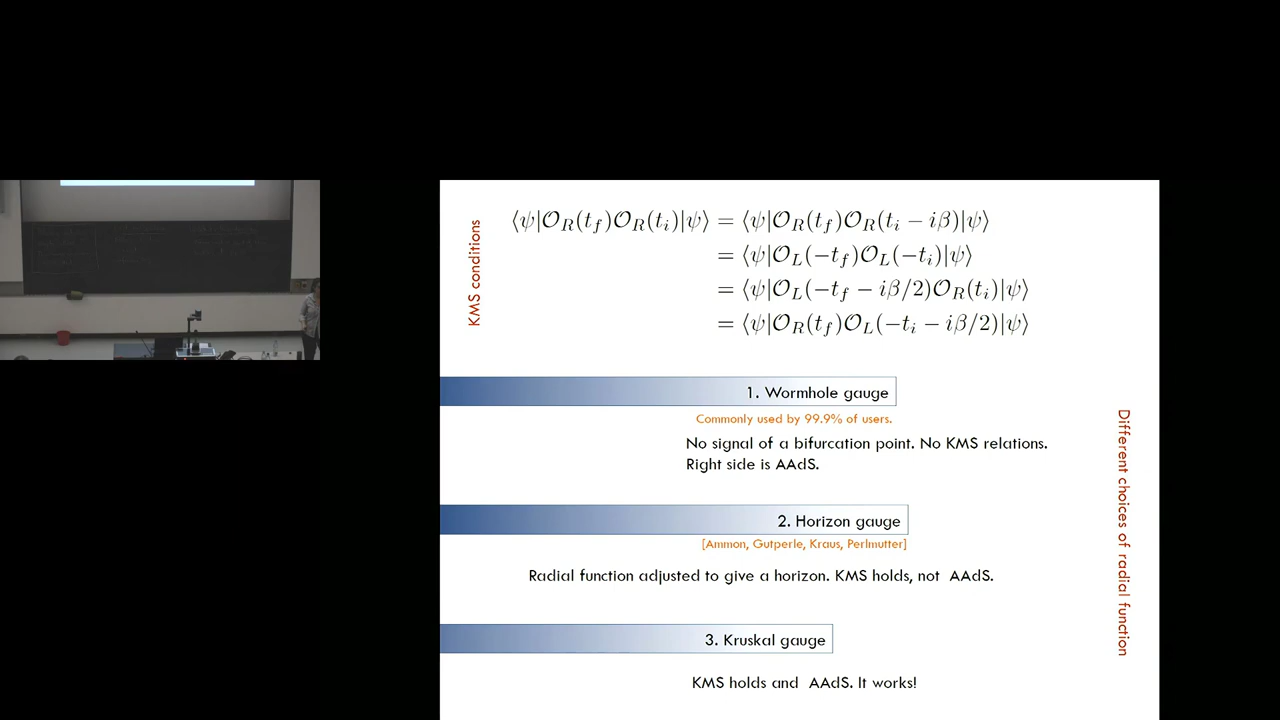 KMS conditions
⟨ψ|O_R(t_f)O_R(t_i)|ψ⟩ = ⟨ψ|O_R(t_f)O_R(t_i − iβ)|ψ⟩
= ⟨ψ|O_L(−t_f)O_L(−t_i)|ψ⟩
= ⟨ψ|O_L(−t_f − iβ/2)O_R(t_i)|ψ⟩
= ⟨ψ|O_R(t_f)O_L(−t_i − iβ/2)|ψ⟩
Different choices of radial function
1. Wormhole gauge
Commonly used by 99.9% of users.
No signal of a bifurcation point. No KMS relations.
Right side is AAdS.
2. Horizon gauge
[Ammon, Gutperle, Kraus, Perlmutter]
Radial function adjusted to give a horizon. KMS holds, not AAdS.
3. Kruskal gauge
KMS holds and AAdS. It works!